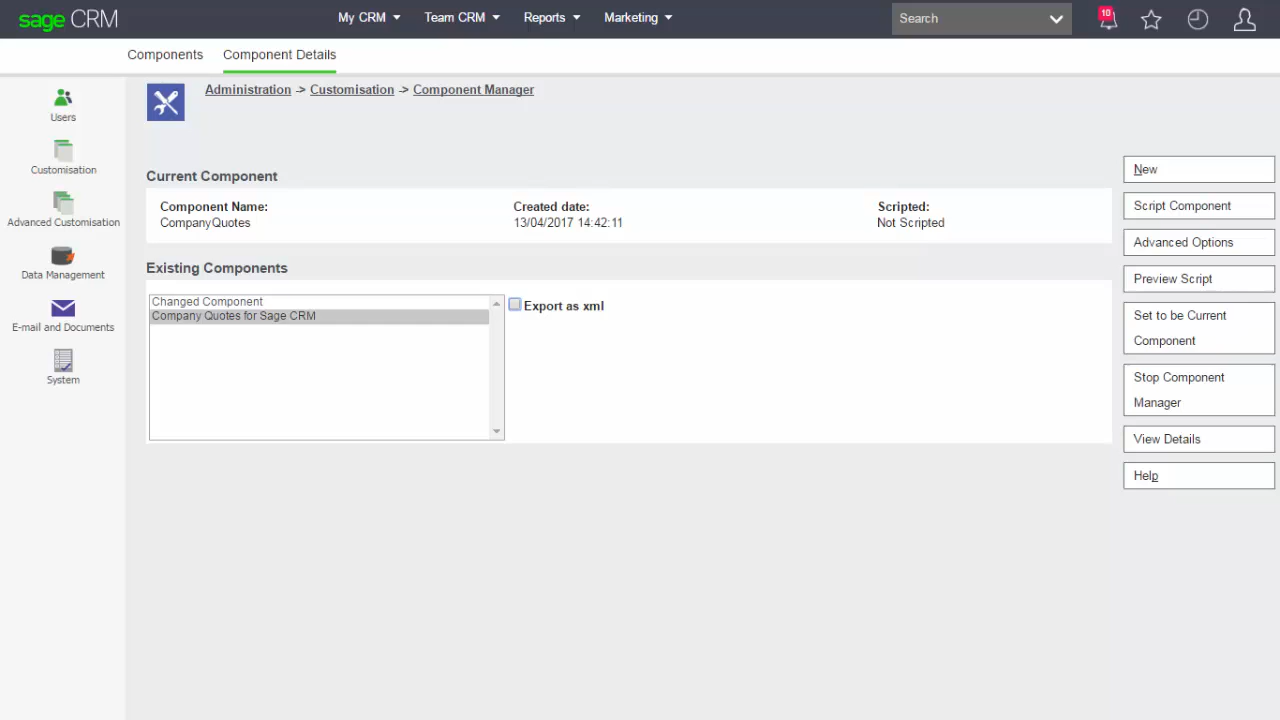 sage CRM
My CRM
Team CRM
Reports
Marketing
Search
10
Components
Component Details
Administration -> Customisation -> Component Manager
Users
Customisation
Advanced Customisation
Data Management
E-mail and Documents
System
Current Component
Component Name:
CompanyQuotes
Created date:
13/04/2017 14:42:11
Scripted:
Not Scripted
Existing Components
Changed Component
Company Quotes for Sage CRM
Export as xml
New
Script Component
Advanced Options
Preview Script
Set to be Current
Component
Stop Component
Manager
View Details
Help